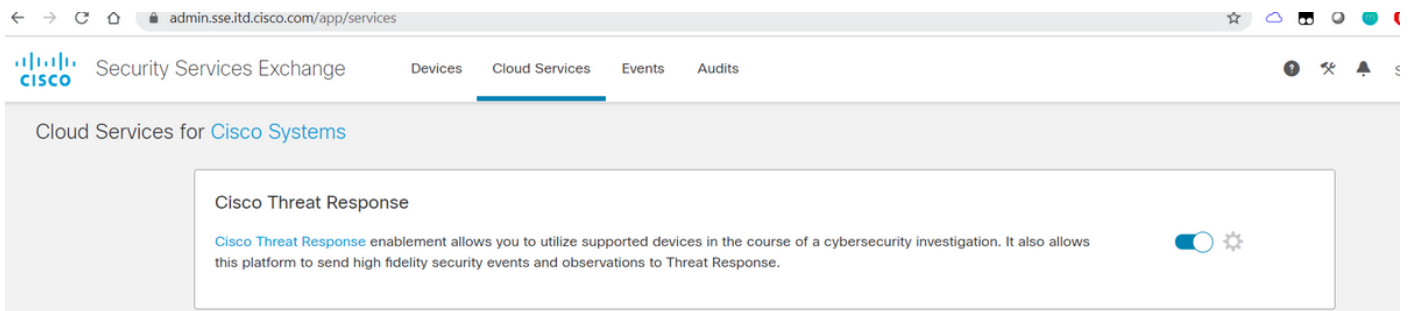 admin.sse.itd.cisco.com/app/services
CISCO Security Services Exchange Devices Cloud Services Events Audits
Cloud Services for Cisco Systems
Cisco Threat Response
Cisco Threat Response enablement allows you to utilize supported devices in the course of a cybersecurity investigation. It also allows
this platform to send high fidelity security events and observations to Threat Response.